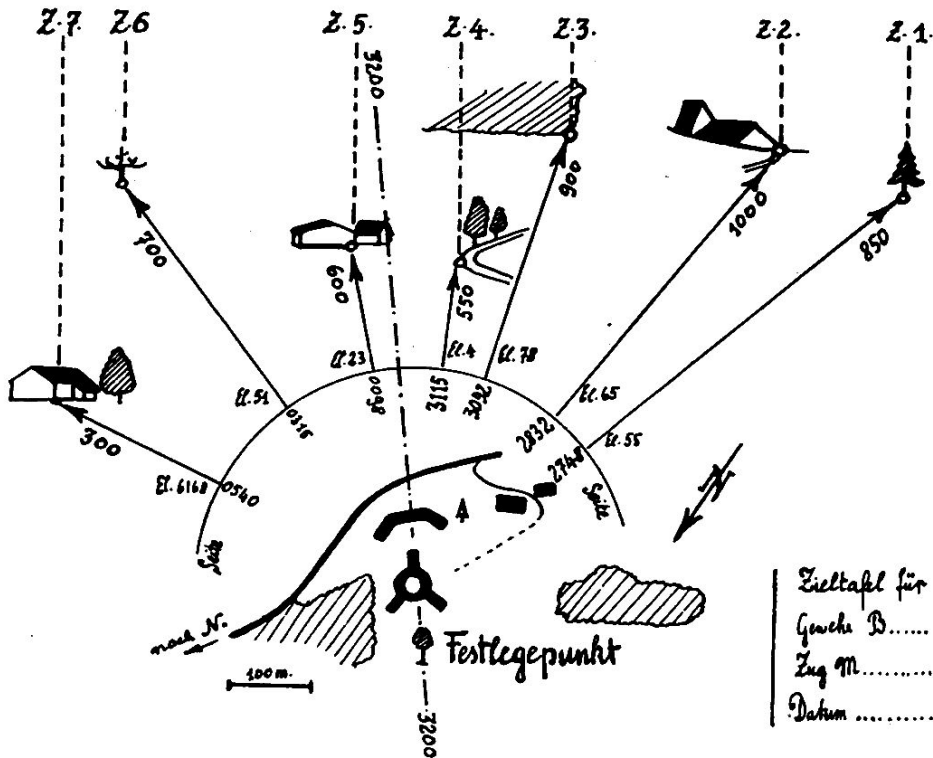 Z.7.
Z6
Z.5.
3200
Z.4.
Z.3.
Z.2.
Z.1.
700
600
550
900
1000
850
300
El.6168
0540
El.51
0316
El.23
0098
El.4
3115
El.78
3092
El.65
2832
El.55
2748
Seite
Seite
N
nach N.
100 m.
Festlegepunkt
3200
Zieltafel für
Gewehr B......
Zug M..........
Datum ..........